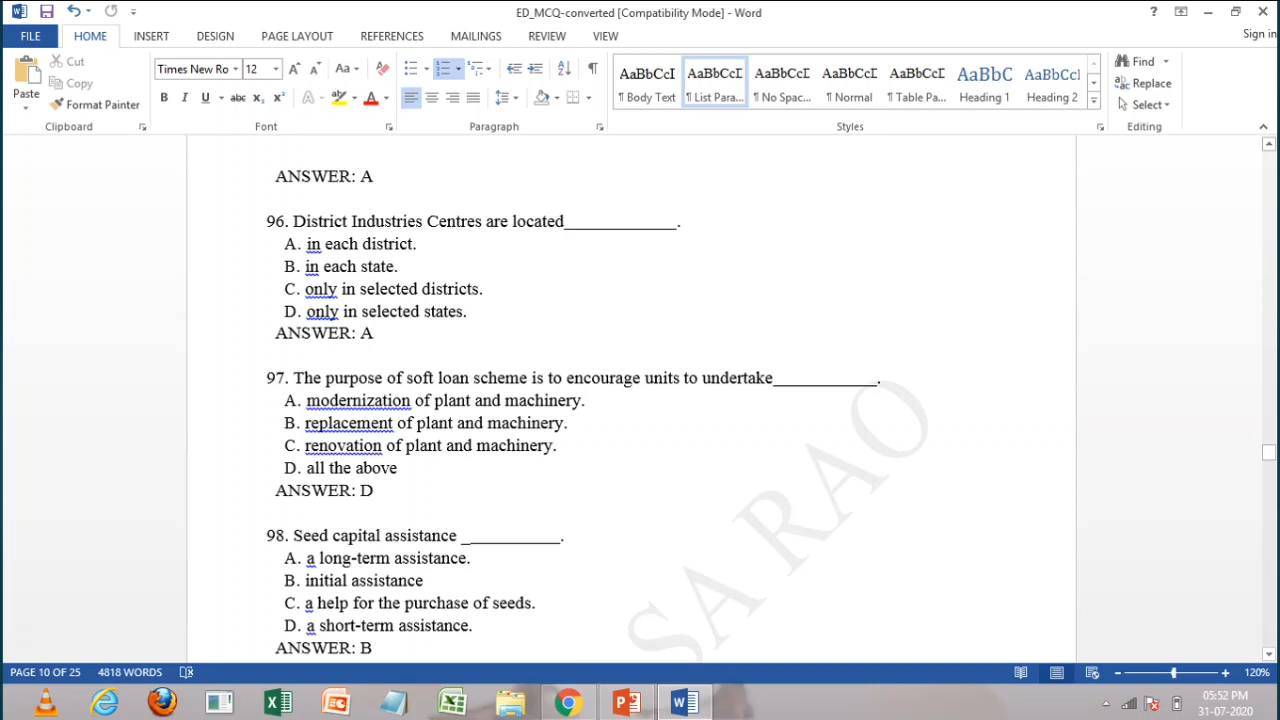 ED_MCQ-converted [Compatibility Mode] - Word
?
FILE HOME INSERT DESIGN PAGE LAYOUT REFERENCES MAILINGS REVIEW VIEW Sign in
Paste
Cut
Copy
Format Painter
Clipboard
Times New Ro 12
Font
Paragraph
AaBbCcI AaBbCcI AaBbCcI AaBbCcI AaBbCcI AaBbC AaBbCcl
¶ Body Text ¶ List Para... ¶ No Spac... ¶ Normal ¶ Table Pa... Heading 1 Heading 2
Styles
Find
Replace
Select
Editing
ANSWER: A
96. District Industries Centres are located____________.
A. in each district.
B. in each state.
C. only in selected districts.
D. only in selected states.
ANSWER: A
97. The purpose of soft loan scheme is to encourage units to undertake___________.
A. modernization of plant and machinery.
B. replacement of plant and machinery.
C. renovation of plant and machinery.
D. all the above
ANSWER: D
98. Seed capital assistance ___________.
A. a long-term assistance.
B. initial assistance
C. a help for the purchase of seeds.
D. a short-term assistance.
ANSWER: B
SA RAO
PAGE 10 OF 25 4818 WORDS 120%
05:52 PM
31-07-2020